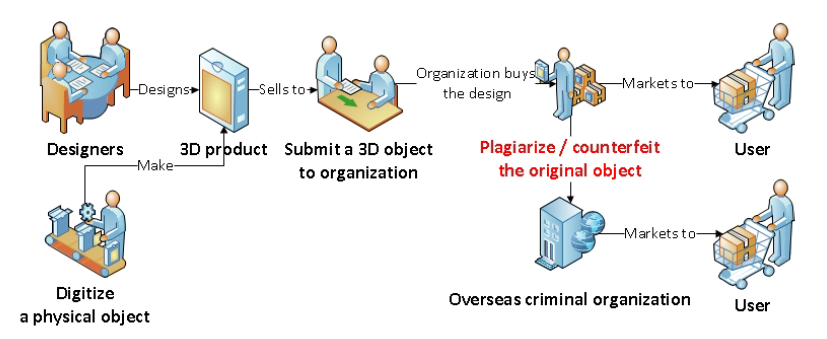 Designs
Sells to
Organization buys
the design
Markets to
Designers
3D product
Submit a 3D object
to organization
Plagiarize / counterfeit
the original object
User
Make
Markets to
Digitize
a physical object
Overseas criminal organization
User